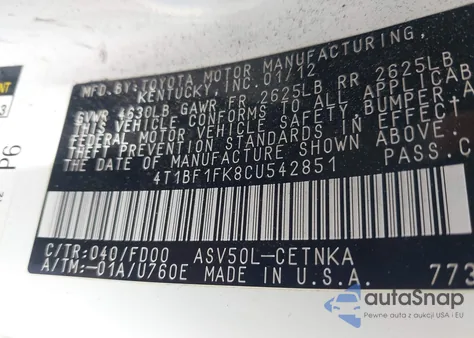 MFD.BY:TOYOTA MOTOR MANUFACTURING,
KENTUCKY, INC. 01/12
GVWR 4630LB GAWR FR 2625LB RR 2625LB
THIS VEHICLE CONFORMS TO ALL APPLICAB
FEDERAL MOTOR VEHICLE SAFETY, BUMPER, A
THEFT PREVENTION STANDARDS IN EFFECT
THE DATE OF MANUFACTURE SHOWN ABOVE.
4T1BF1FK8CU542851 PASS.C
C/TR:040/FD00 ASV50L-CETNKA
A/TM:-01A/U760E MADE IN U.S.A. 773
P6
3
autoSnap
Pewne auta z aukcji USA i EU